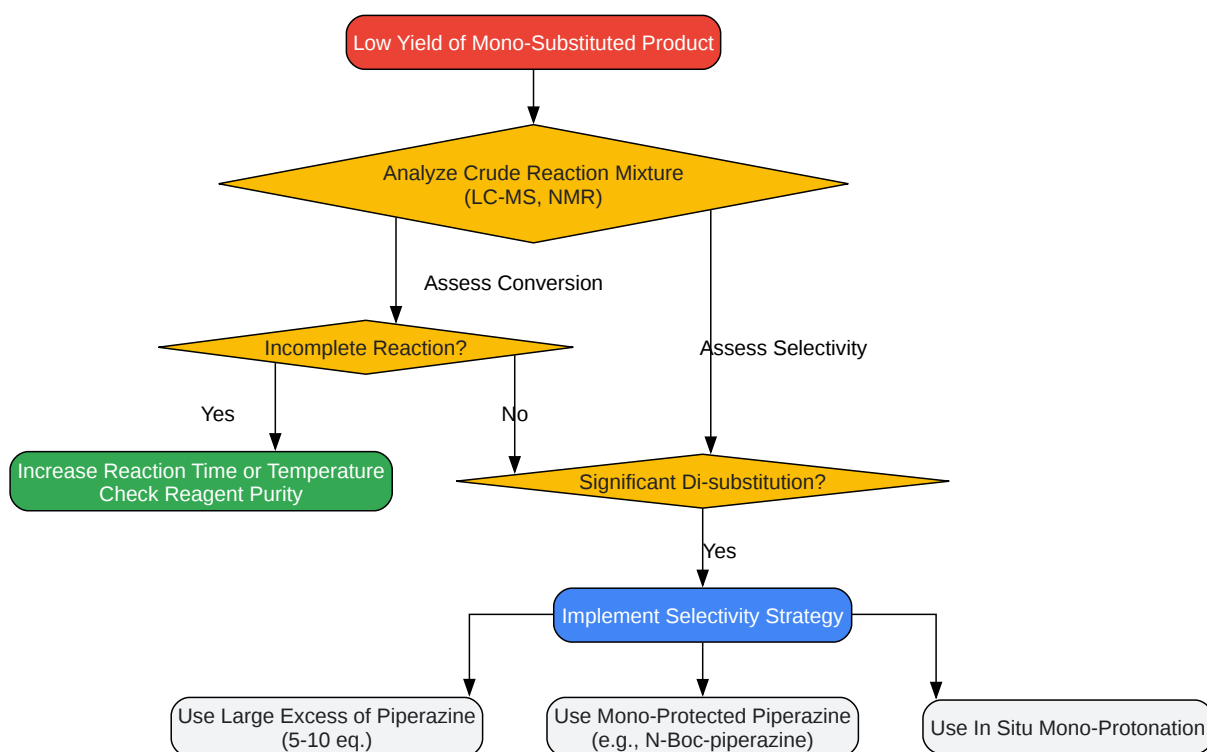 Low Yield of Mono-Substituted Product
Analyze Crude Reaction Mixture
(LC-MS, NMR)
Assess Conversion
Incomplete Reaction?
Assess Selectivity
Yes
No
Increase Reaction Time or Temperature
Check Reagent Purity
Significant Di-substitution?
Yes
Implement Selectivity Strategy
Use Large Excess of Piperazine
(5-10 eq.)
Use Mono-Protected Piperazine
(e.g., N-Boc-piperazine)
Use In Situ Mono-Protonation